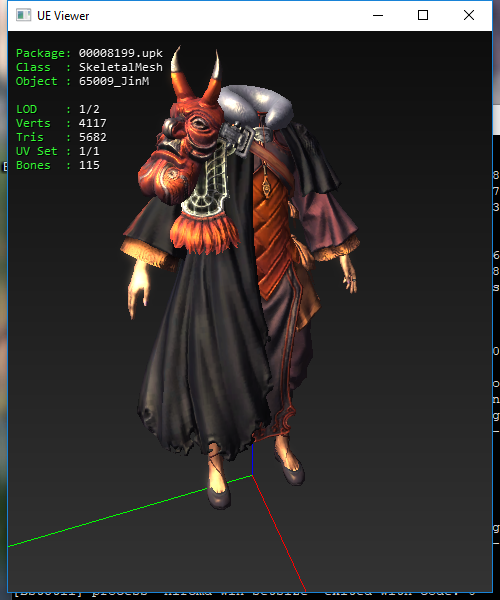 UE Viewer
Package: 00008199.upk
Class : SkeletalMesh
Object : 65009_JinM
LOD : 1/2
Verts : 4117
Tris : 5682
UV Set : 1/1
Bones : 115